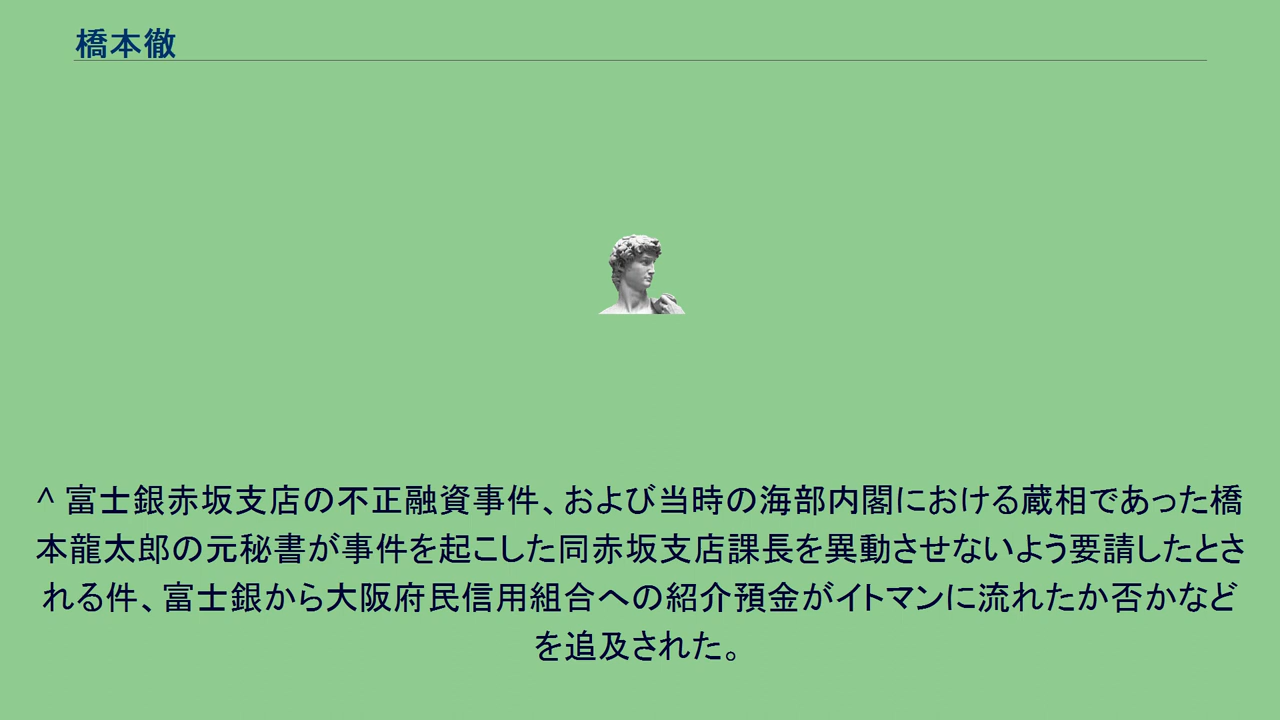 橋本徹
^ 富士銀赤坂支店の不正融資事件、および当時の海部内閣における蔵相であった橋
本龍太郎の元秘書が事件を起こした同赤坂支店課長を異動させないよう要請したとさ
れる件、富士銀から大阪府民信用組合への紹介預金がイトマンに流れたか否かなど
を追及された。